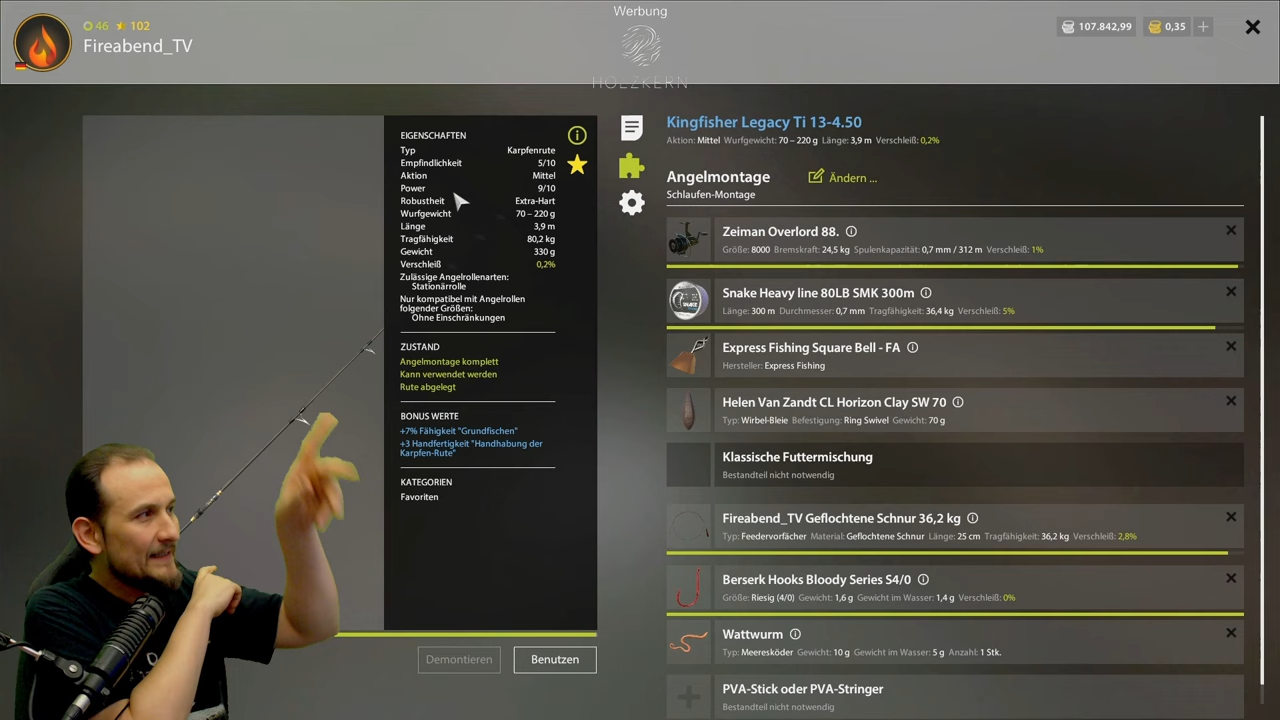 Werbung
HOLZKERN
46 102
Fireabend_TV
107.842,99
0,35
EIGENSCHAFTEN
Typ Karpfenrute
Empfindlichkeit 5/10
Aktion Mittel
Power 9/10
Robustheit Extra-Hart
Wurfgewicht 70 – 220 g
Länge 3,9 m
Tragfähigkeit 80,2 kg
Gewicht 330 g
Verschleiß 0,2%
Zulässige Angelrollenarten:
Stationärrolle
Nur kompatibel mit Angelrollen
folgender Größen:
Ohne Einschränkungen
ZUSTAND
Angelmontage komplett
Kann verwendet werden
Rute abgelegt
BONUS WERTE
+7% Fähigkeit "Grundfischen"
+3 Handfertigkeit "Handhabung der
Karpfen-Rute"
KATEGORIEN
Favoriten
Demontieren
Benutzen
Kingfisher Legacy Ti 13-4.50
Aktion: Mittel Wurfgewicht: 70 – 220 g Länge: 3,9 m Verschleiß: 0,2%
Angelmontage
Ändern ...
Schlaufen-Montage
Zeiman Overlord 88.
Größe: 8000 Bremskraft: 24,5 kg Spulenkapazität: 0,7 mm / 312 m Verschleiß: 1%
Snake Heavy line 80LB SMK 300m
Länge: 300 m Durchmesser: 0,7 mm Tragfähigkeit: 36,4 kg Verschleiß: 5%
Express Fishing Square Bell - FA
Hersteller: Express Fishing
Helen Van Zandt CL Horizon Clay SW 70
Typ: Wirbel-Bleie Befestigung: Ring Swivel Gewicht: 70 g
Klassische Futtermischung
Bestandteil nicht notwendig
Fireabend_TV Geflochtene Schnur 36,2 kg
Typ: Feedervorfächer Material: Geflochtene Schnur Länge: 25 cm Tragfähigkeit: 36,2 kg Verschleiß: 2,8%
Berserk Hooks Bloody Series S4/0
Größe: Riesig (4/0) Gewicht: 1,6 g Gewicht im Wasser: 1,4 g Verschleiß: 0%
Wattwurm
Typ: Meeresköder Gewicht: 10 g Gewicht im Wasser: 5 g Anzahl: 1 Stk.
PVA-Stick oder PVA-Stringer
Bestandteil nicht notwendig